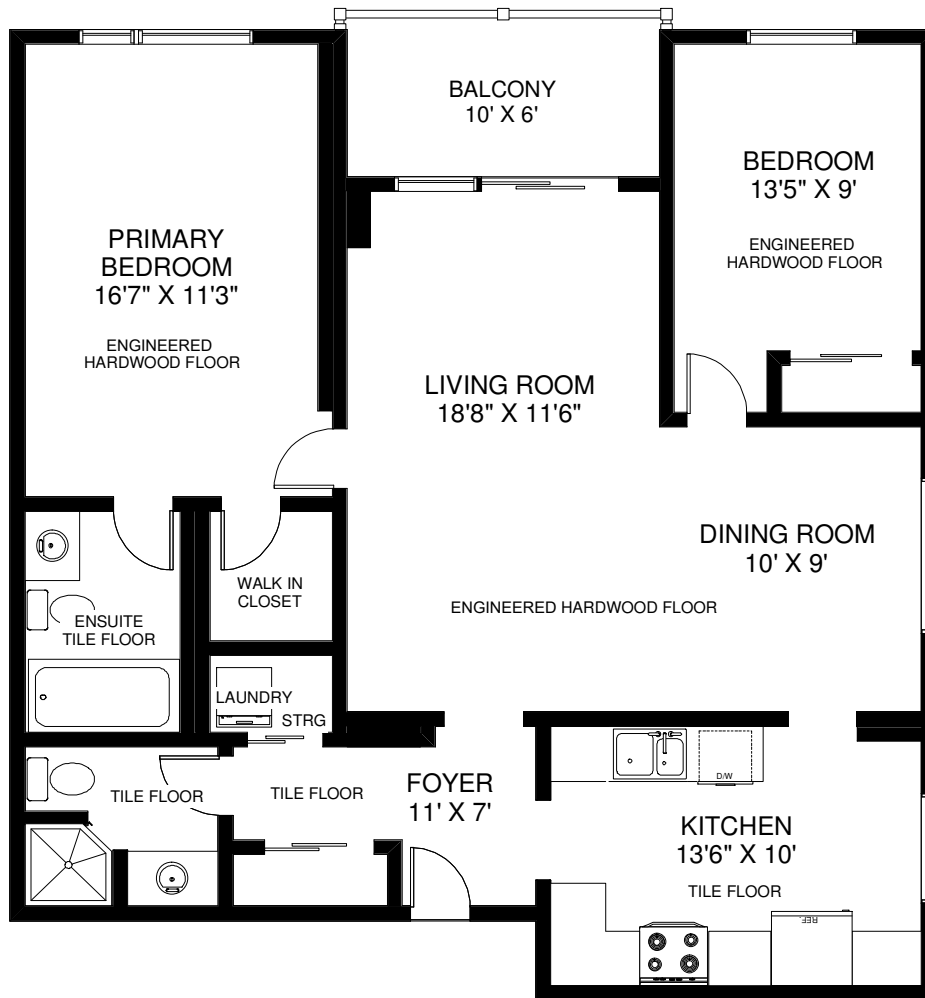 BALCONY
10' X 6'
BEDROOM
13'5" X 9'
ENGINEERED
HARDWOOD FLOOR
PRIMARY
BEDROOM
16'7" X 11'3"
ENGINEERED
HARDWOOD FLOOR
LIVING ROOM
18'8" X 11'6"
DINING ROOM
10' X 9'
ENGINEERED HARDWOOD FLOOR
WALK IN
CLOSET
ENSUITE
TILE FLOOR
LAUNDRY
STRG
TILE FLOOR
TILE FLOOR
FOYER
11' X 7'
D/W
KITCHEN
13'6" X 10'
TILE FLOOR
REF.